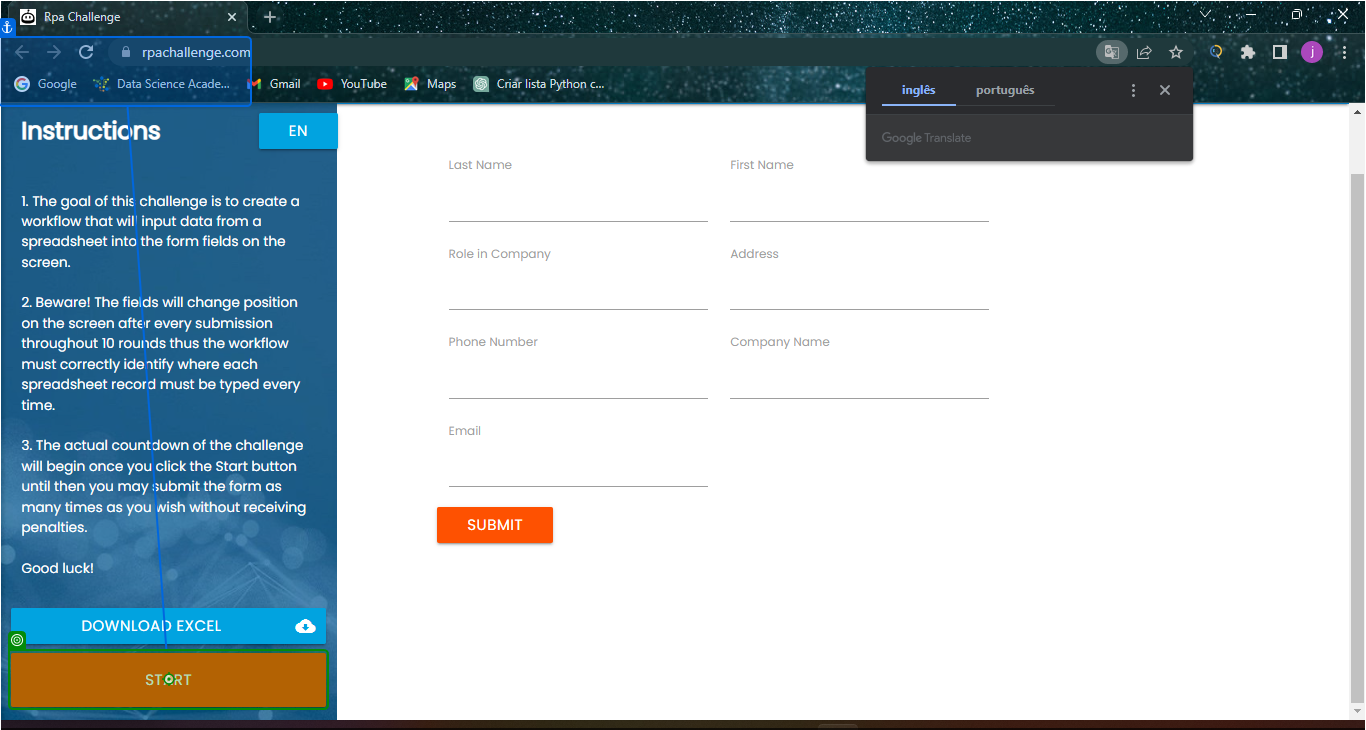 Rpa Challenge
rpachallenge.com
Google
Data Science Acade...
Gmail
YouTube
Maps
Criar lista Python c...
j
inglês
português
Google Translate
Instructions
EN
1. The goal of this challenge is to create a
workflow that will input data from a
spreadsheet into the form fields on the
screen.
2. Beware! The fields will change position
on the screen after every submission
throughout 10 rounds thus the workflow
must correctly identify where each
spreadsheet record must be typed every
time.
3. The actual countdown of the challenge
will begin once you click the Start button
until then you may submit the form as
many times as you wish without receiving
penalties.
Good luck!
DOWNLOAD EXCEL
START
Last Name
First Name
Role in Company
Address
Phone Number
Company Name
Email
SUBMIT